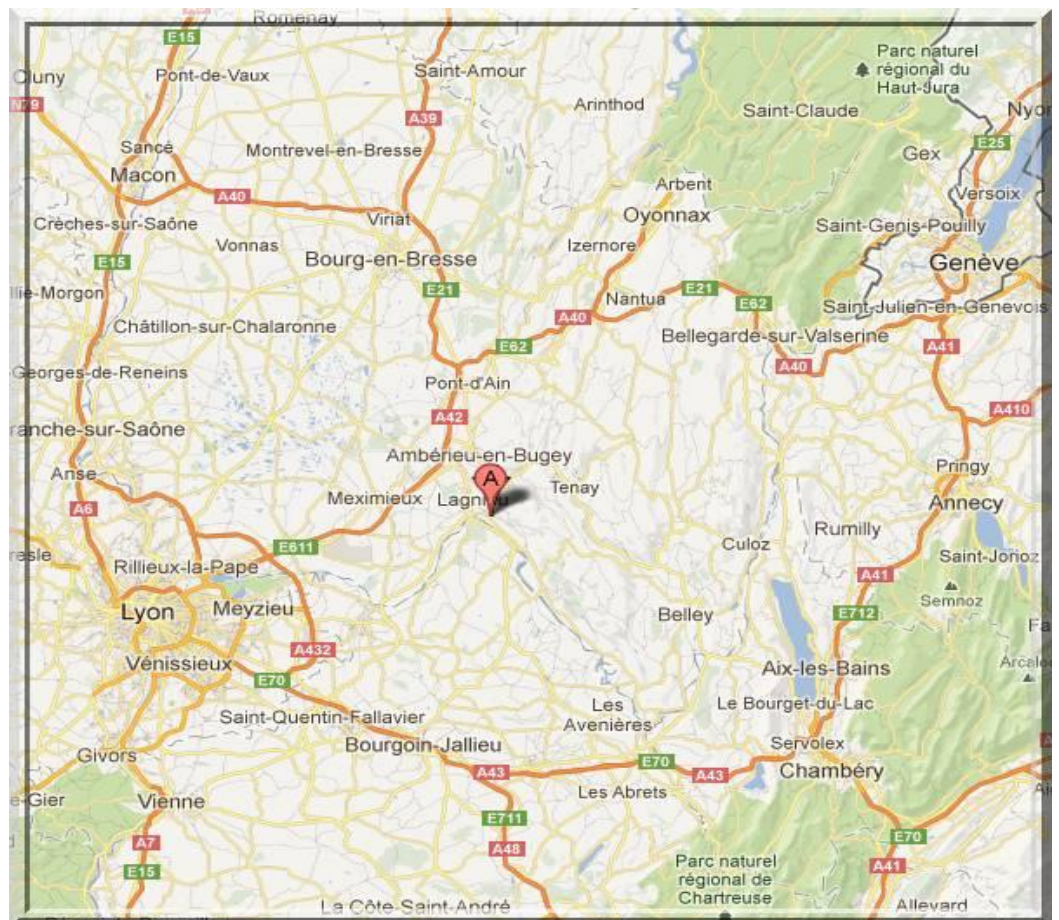 Romenay
E15
Cluny
Pont-de-Vaux
Saint-Amour
Parc naturel
régional du
Haut-Jura
N79
A39
Arinthod
Saint-Claude
Nyon
Sancé
Montrevel-en-Bresse
E25
Gex
Macon
A40
Arbent
Versoix
Crèches-sur-Saône
Viriat
Oyonnax
Saint-Genis-Pouilly
Vonnas
Izernore
Bourg-en-Bresse
E15
Genève
llie-Morgon
E21
Nantua
E21
E62
Saint-Julien-en-Genevois
Châtillon-sur-Chalaronne
A40
E62
Bellegarde-sur-Valserine
A41
-Georges-de-Reneins
Pont-d'Ain
A40
A42
A410
anche-sur-Saône
Ambérieu-en-Bugey
Anse
A
Pringy
Meximieux
Lagnieu
Tenay
Annecy
A6
Rumilly
E611
Culoz
resle
Rillieux-la-Pape
Saint-Jorioz
A41
Lyon
Meyzieu
Semnoz
Belley
E712
A432
Vénissieux
Aix-les-Bains
E70
Les
Avenières
Le Bourget-du-Lac
Saint-Quentin-Fallavier
Bourgoin-Jallieu
Servolex
Givors
E70
A43
A43
Chambéry
e-Gier
Vienne
Les Abrets
E711
E70
A7
A48
Parc naturel
régional de
Chartreuse
E15
A41
La Côte-Saint-André
Allevard